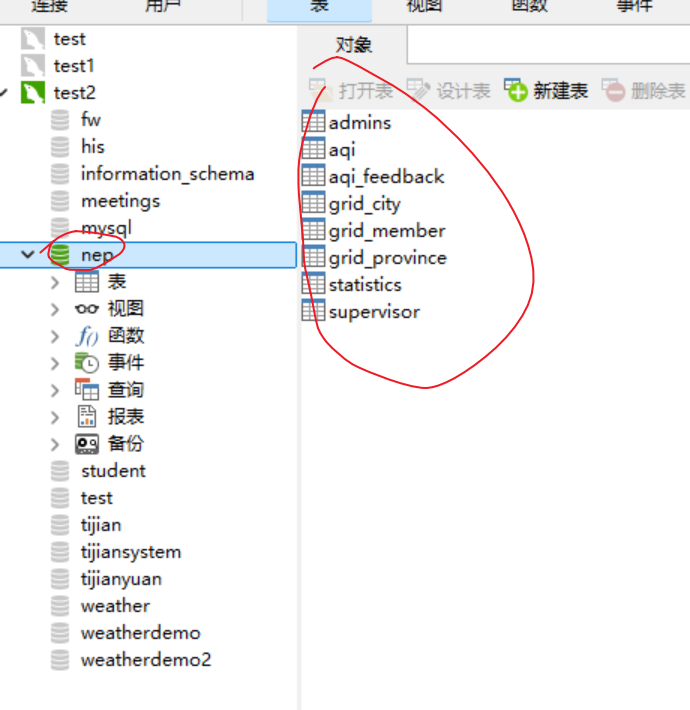 连接 用户 表 视图 函数 事件
test
test1
test2
fw
his
information_schema
meetings
mysql
nep
表
视图
函数
事件
查询
报表
备份
student
test
tijian
tijiansystem
tijianyuan
weather
weatherdemo
weatherdemo2
对象
打开表 设计表 新建表 删除表
admins
aqi
aqi_feedback
grid_city
grid_member
grid_province
statistics
supervisor